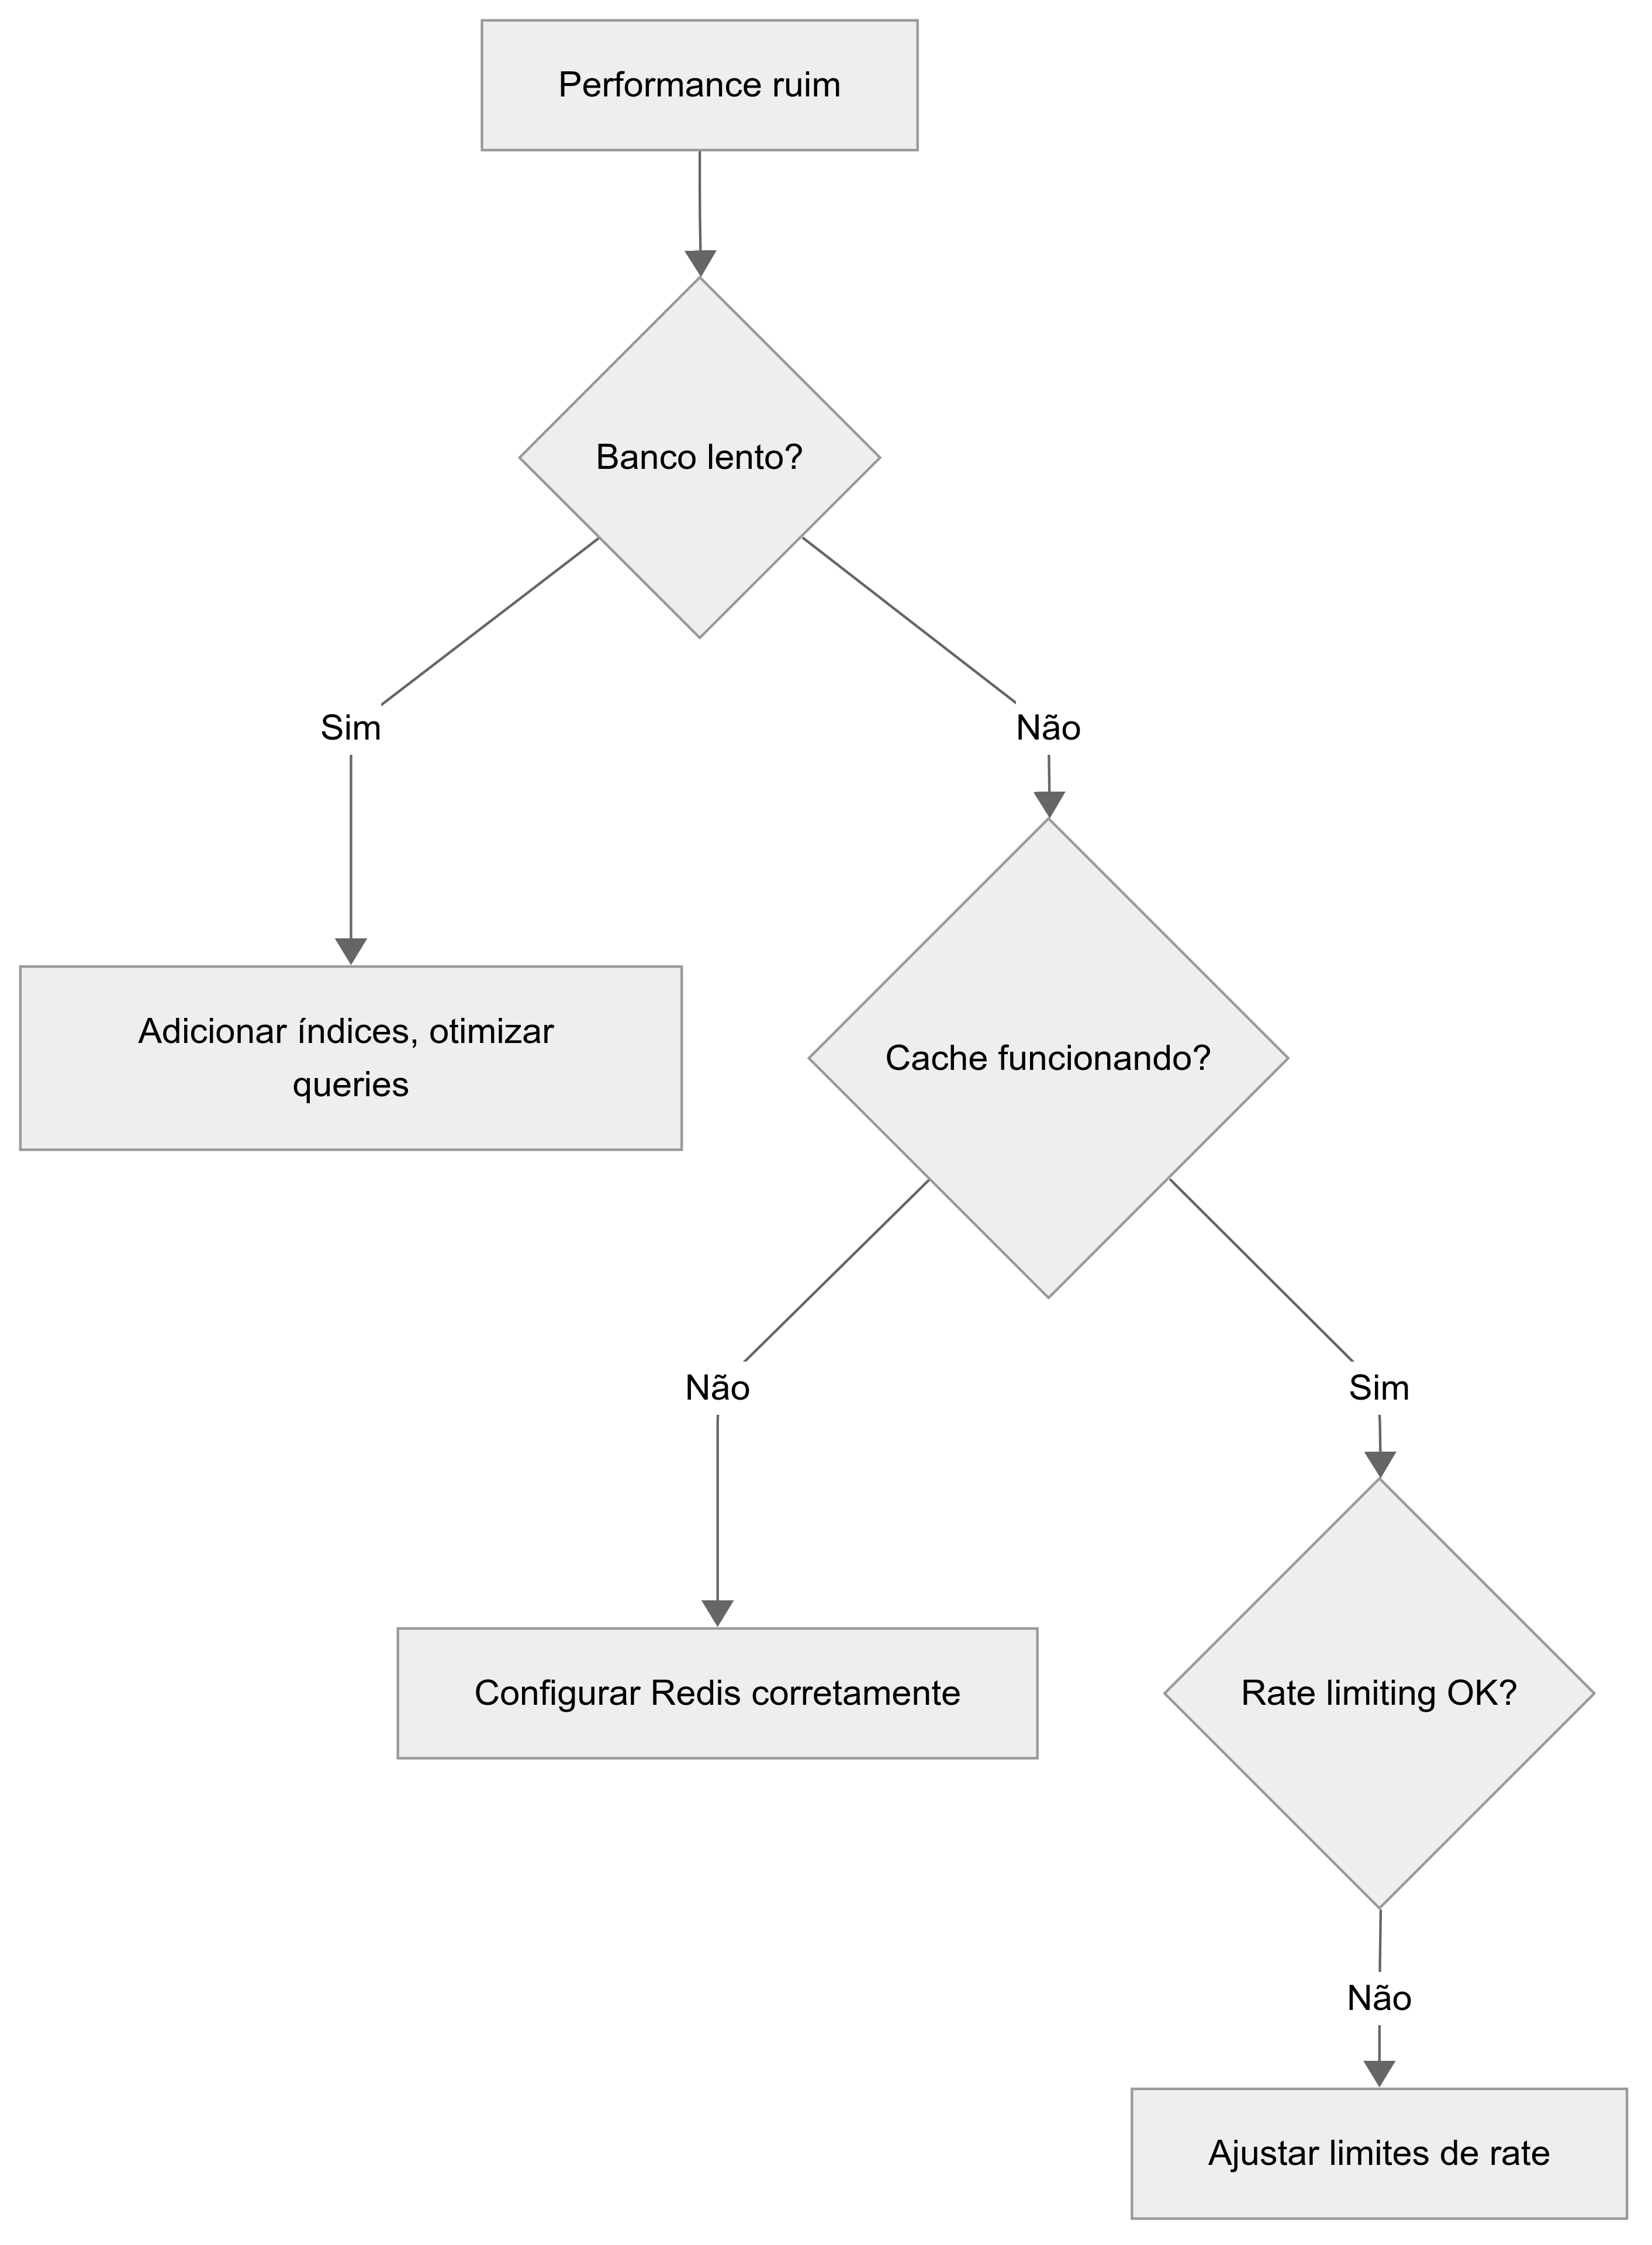 Performance ruim
Banco lento?
Sim
Não
Adicionar índices, otimizar
queries
Cache funcionando?
Não
Sim
Configurar Redis corretamente
Rate limiting OK?
Não
Ajustar limites de rate